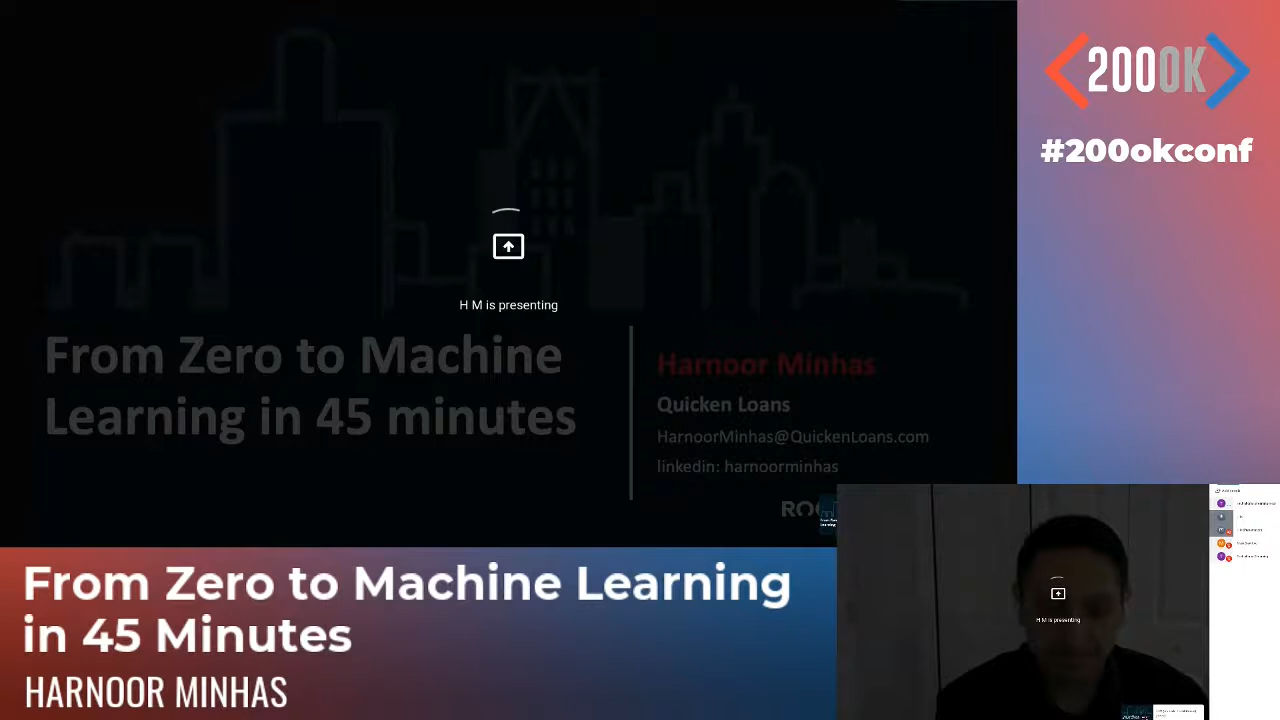 200OK
#200okconf
H M is presenting
From Zero to Machine
Learning in 45 minutes
Harnoor Minhas
Quicken Loans
HarnoorMinhas@QuickenLoans.com
linkedin: harnoorminhas
H M is presenting
From Zero to Machine Learning
in 45 Minutes
HARNOOR MINHAS